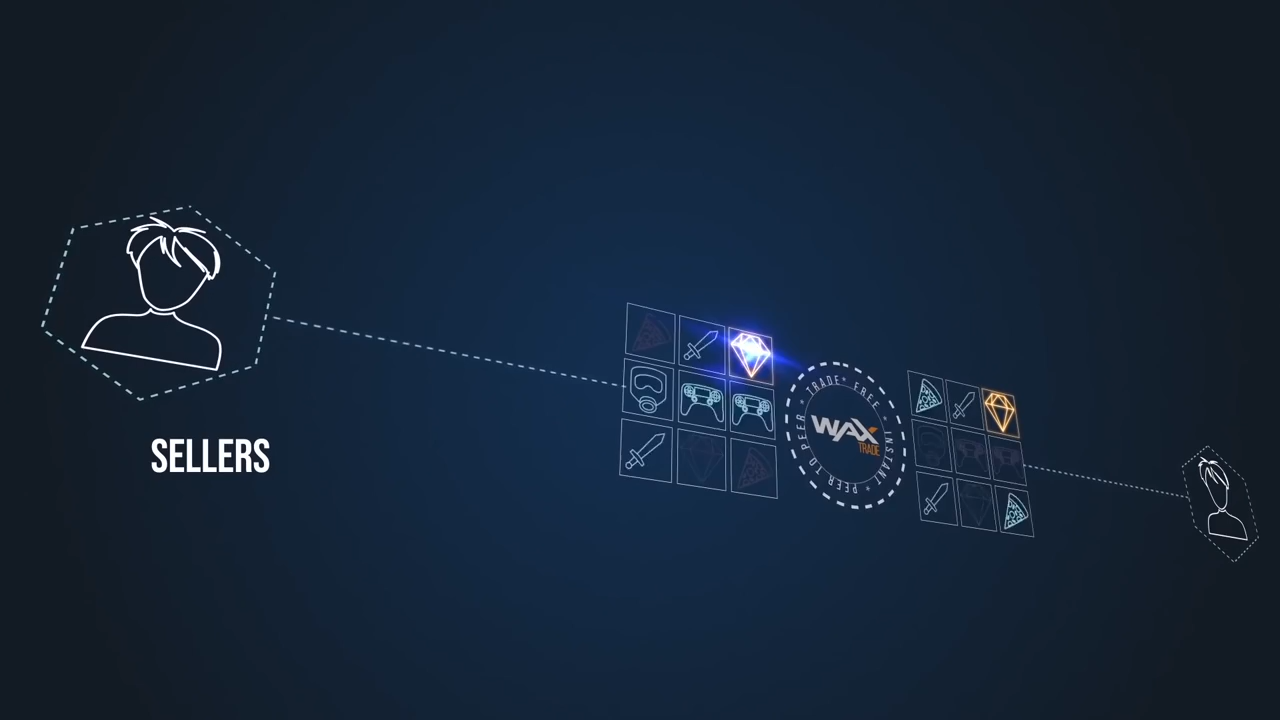 SELLERS
WAX
TRADE
TRADE * FREE * INSTANT * PEER TO PEER *